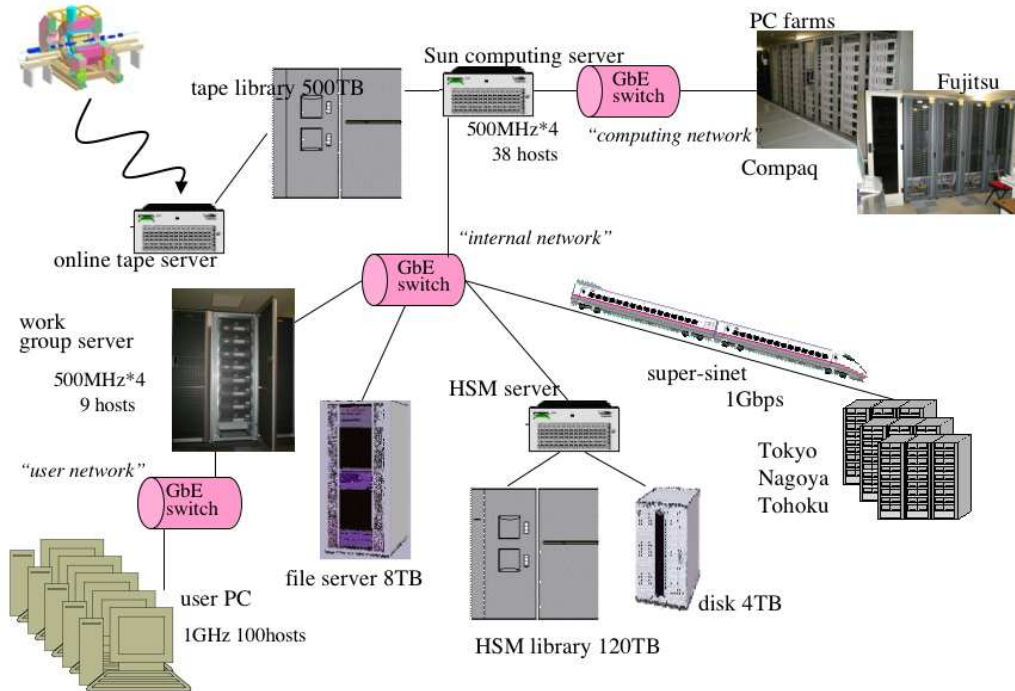 PC farms
Sun computing server
GbE
switch
Fujitsu
tape library 500TB
500MHz*4
38 hosts
“computing network”
Compaq
“internal network”
online tape server
GbE
switch
work
group server
500MHz*4
9 hosts
super-sinet
1Gbps
HSM server
Tokyo
Nagoya
Tohoku
“user network”
GbE
switch
file server 8TB
user PC
1GHz 100hosts
disk 4TB
HSM library 120TB